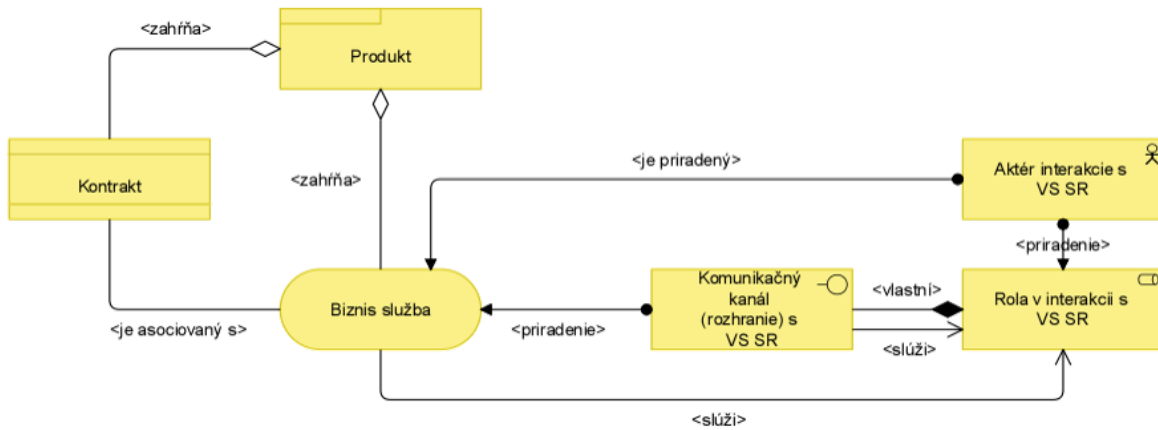 <zahŕňa>
Produkt
Kontrakt
<zahŕňa>
<je priradený>
Aktér interakcie s
VS SR
<priradenie>
<je asociovaný s>
Biznis služba
<priradenie>
Komunikačný
kanál
(rozhranie) s
VS SR
<vlastní>
<slúži>
Rola v interakcii s
VS SR
<slúži>